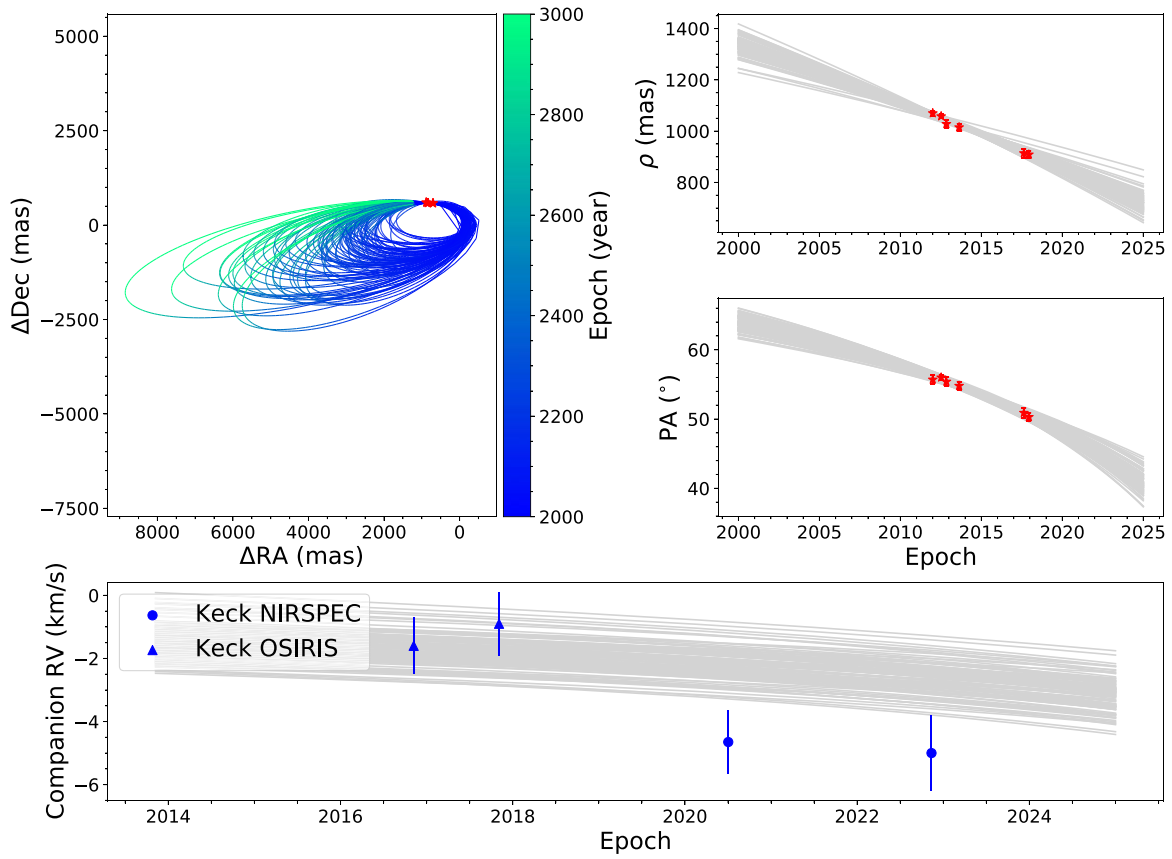 5000
2500
0
−2500
−5000
−7500
ΔDec (mas)
8000 6000 4000 2000 0
ΔRA (mas)
3000
2800
2600
2400
2200
2000
Epoch (year)
1400
1200
1000
800
ρ (mas)
2000 2005 2010 2015 2020 2025
60
50
40
PA (°)
2000 2005 2010 2015 2020 2025
Epoch
0
−2
−4
−6
Companion RV (km/s)
Keck NIRSPEC
Keck OSIRIS
2014 2016 2018 2020 2022 2024
Epoch